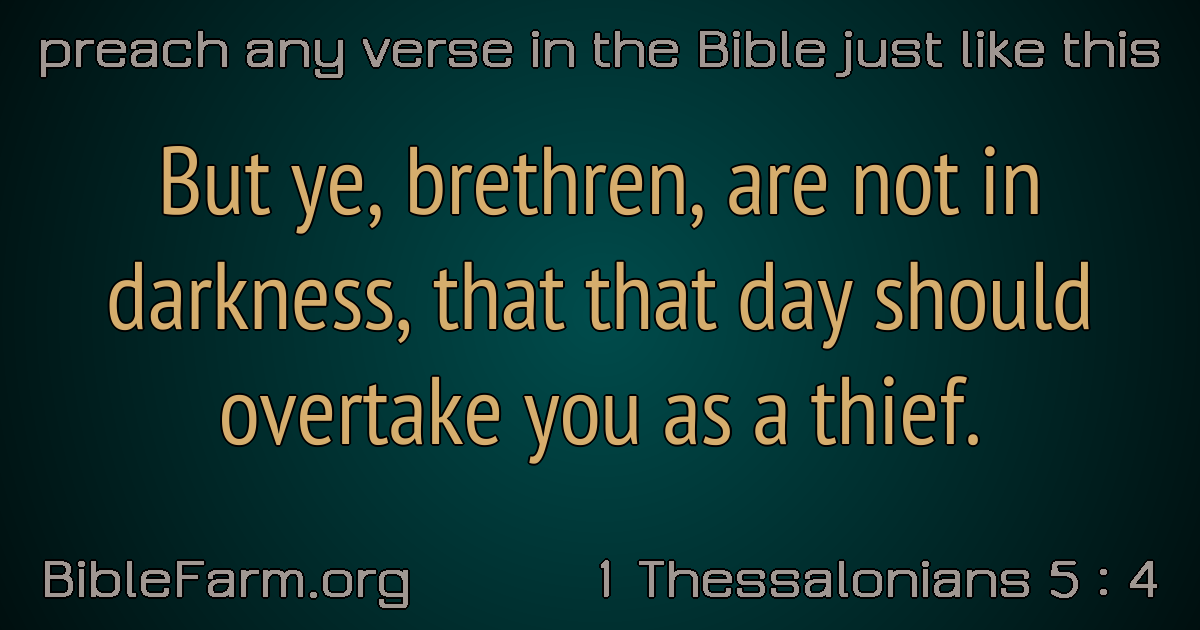 preach any verse in the Bible just like this
But ye, brethren, are not in
darkness, that that day should
overtake you as a thief.
BibleFarm.org
1 Thessalonians 5 : 4